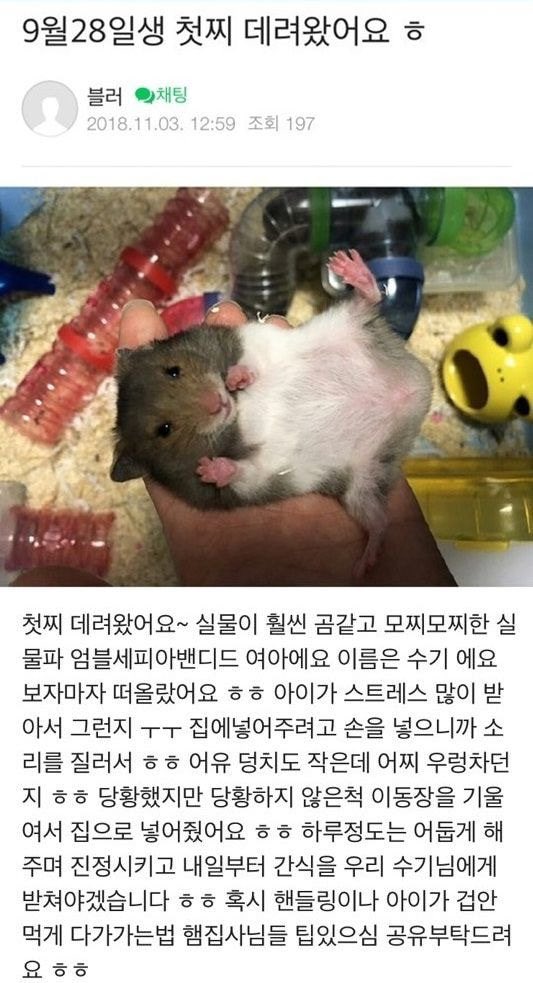 9월28일생 첫찌 데려왔어요 ㅎ
블러 채팅
2018.11.03. 12:59 조회 197
첫찌 데려왔어요~ 실물이 훨씬 곰같고 모찌모찌한 실
물파 엄블세피아밴디드 여아에요 이름은 수기 에요
보자마자 떠올랐어요 ㅎㅎ 아이가 스트레스 많이 받
아서 그런지 ㅜㅜ 집에넣어주려고 손을 넣으니까 소
리를 질러서 ㅎㅎ 어유 덩치도 작은데 어찌 우렁차던
지 ㅎㅎ 당황했지만 당황하지 않은척 이동장을 기울
여서 집으로 넣어줬어요 ㅎㅎ 하루정도는 어둡게 해
주며 진정시키고 내일부터 간식을 우리 수기님에게
받쳐야겠습니다 ㅎㅎ 혹시 핸들링이나 아이가 겁안
먹게 다가가는법 햄집사님들 팁있으심 공유부탁드려
요 ㅎㅎ